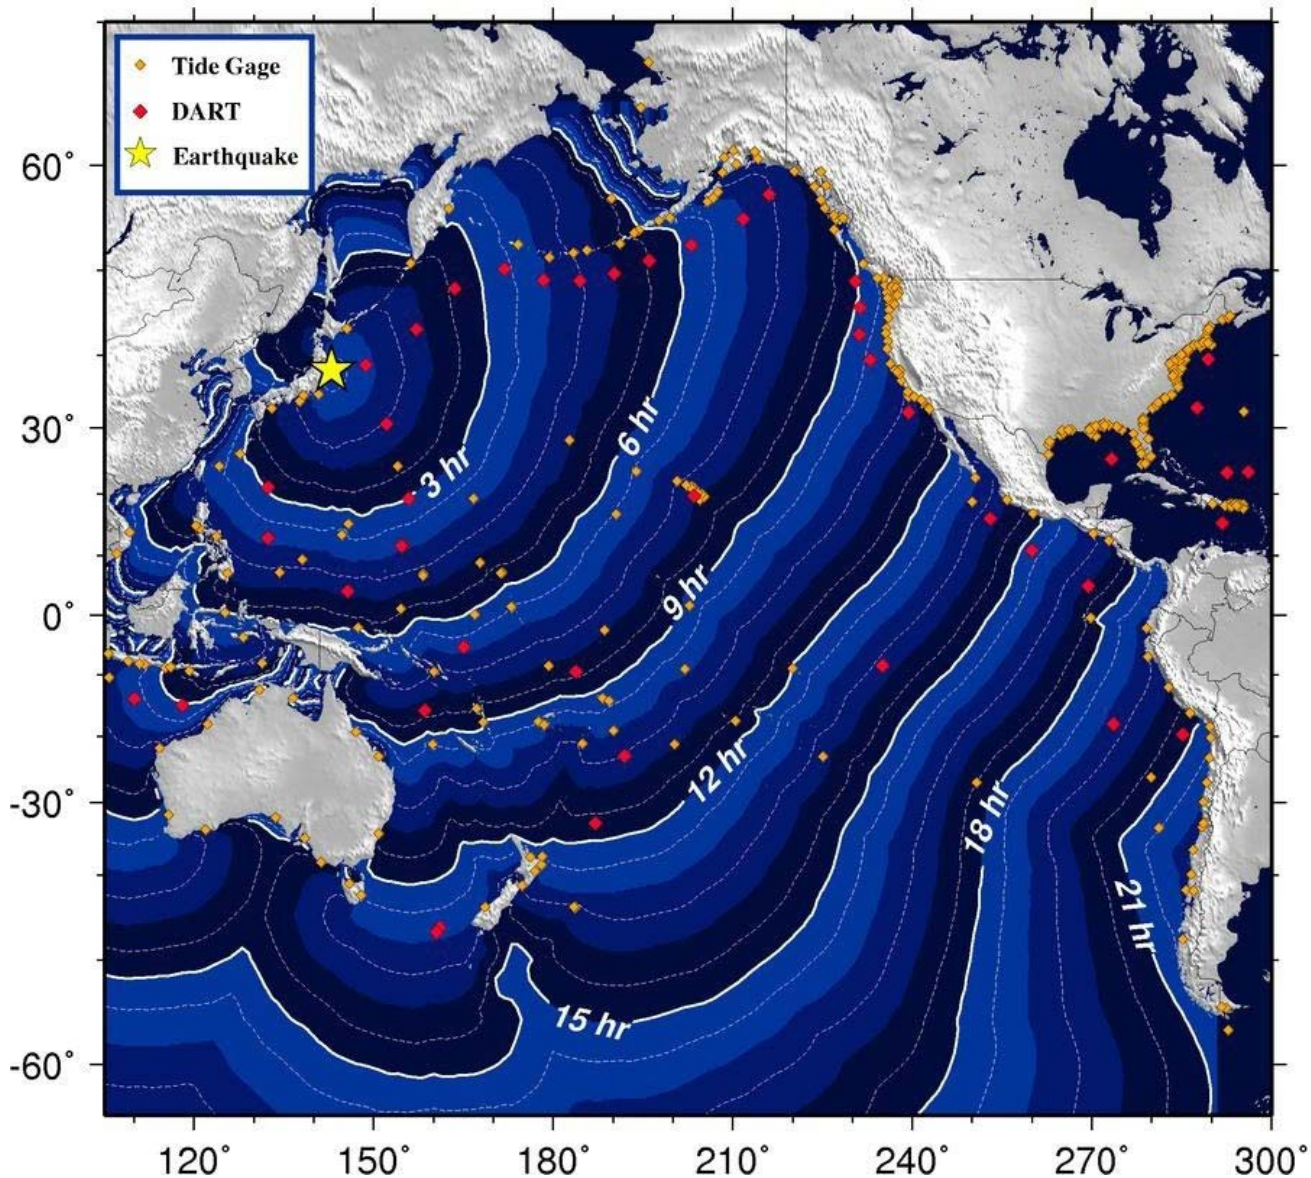 Tide Gage
DART
Earthquake
60°
30°
0°
-30°
-60°
3 hr
6 hr
9 hr
12 hr
15 hr
18 hr
21 hr
120° 150° 180° 210° 240° 270° 300°